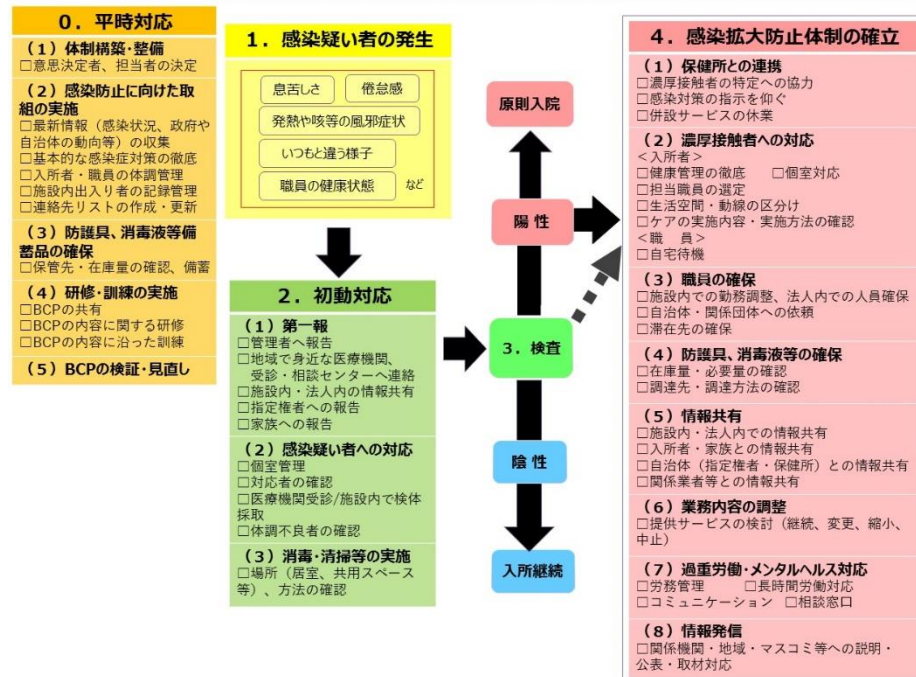 0．平時対応
（1）体制構築・整備
□意思決定者、担当者の決定
（2）感染防止に向けた取
組の実施
□最新情報（感染状況、政府や
自治体の動向等）の収集
□基本的な感染症対策の徹底
□入所者・職員の体調管理
□施設内出入り者の記録管理
□連絡先リストの作成・更新
（3）防護具、消毒液等備
蓄品の確保
□保管先・在庫量の確認、備蓄
（4）研修・訓練の実施
□BCPの共有
□BCPの内容に関する研修
□BCPの内容に沿った訓練
（5）BCPの検証・見直し
1．感染疑い者の発生
息苦しさ
倦怠感
発熱や咳等の風邪症状
いつもと違う様子
職員の健康状態
など
2．初動対応
（1）第一報
□管理者へ報告
□地域で身近な医療機関、
受診・相談センターへ連絡
□施設内・法人内の情報共有
□指定権者への報告
□家族への報告
（2）感染疑い者への対応
□個室管理
□対応者の確認
□医療機関受診/施設内で検体
採取
□体調不良者の確認
（3）消毒・清掃等の実施
□場所（居室、共用スペース
等）、方法の確認
原則入院
陽 性
3．検査
陰 性
入所継続
4．感染拡大防止体制の確立
（1）保健所との連携
□濃厚接触者の特定への協力
□感染対策の指示を仰ぐ
□併設サービスの休業
（2）濃厚接触者への対応
＜入所者＞
□健康管理の徹底 □個室対応
□担当職員の選定
□生活空間・動線の区分け
□ケアの実施内容・実施方法の確認
＜職 員＞
□自宅待機
（3）職員の確保
□施設内での勤務調整、法人内での人員確保
□自治体・関係団体への依頼
□滞在先の確保
（4）防護具、消毒液等の確保
□在庫量・必要量の確認
□調達先・調達方法の確認
（5）情報共有
□施設内・法人内での情報共有
□入所者・家族との情報共有
□自治体（指定権者・保健所）との情報共有
□関係業者等との情報共有
（6）業務内容の調整
□提供サービスの検討（継続、変更、縮小、
中止）
（7）過重労働・メンタルヘルス対応
□労務管理 □長時間労働対応
□コミュニケーション □相談窓口
（8）情報発信
□関係機関・地域・マスコミ等への説明・
公表・取材対応